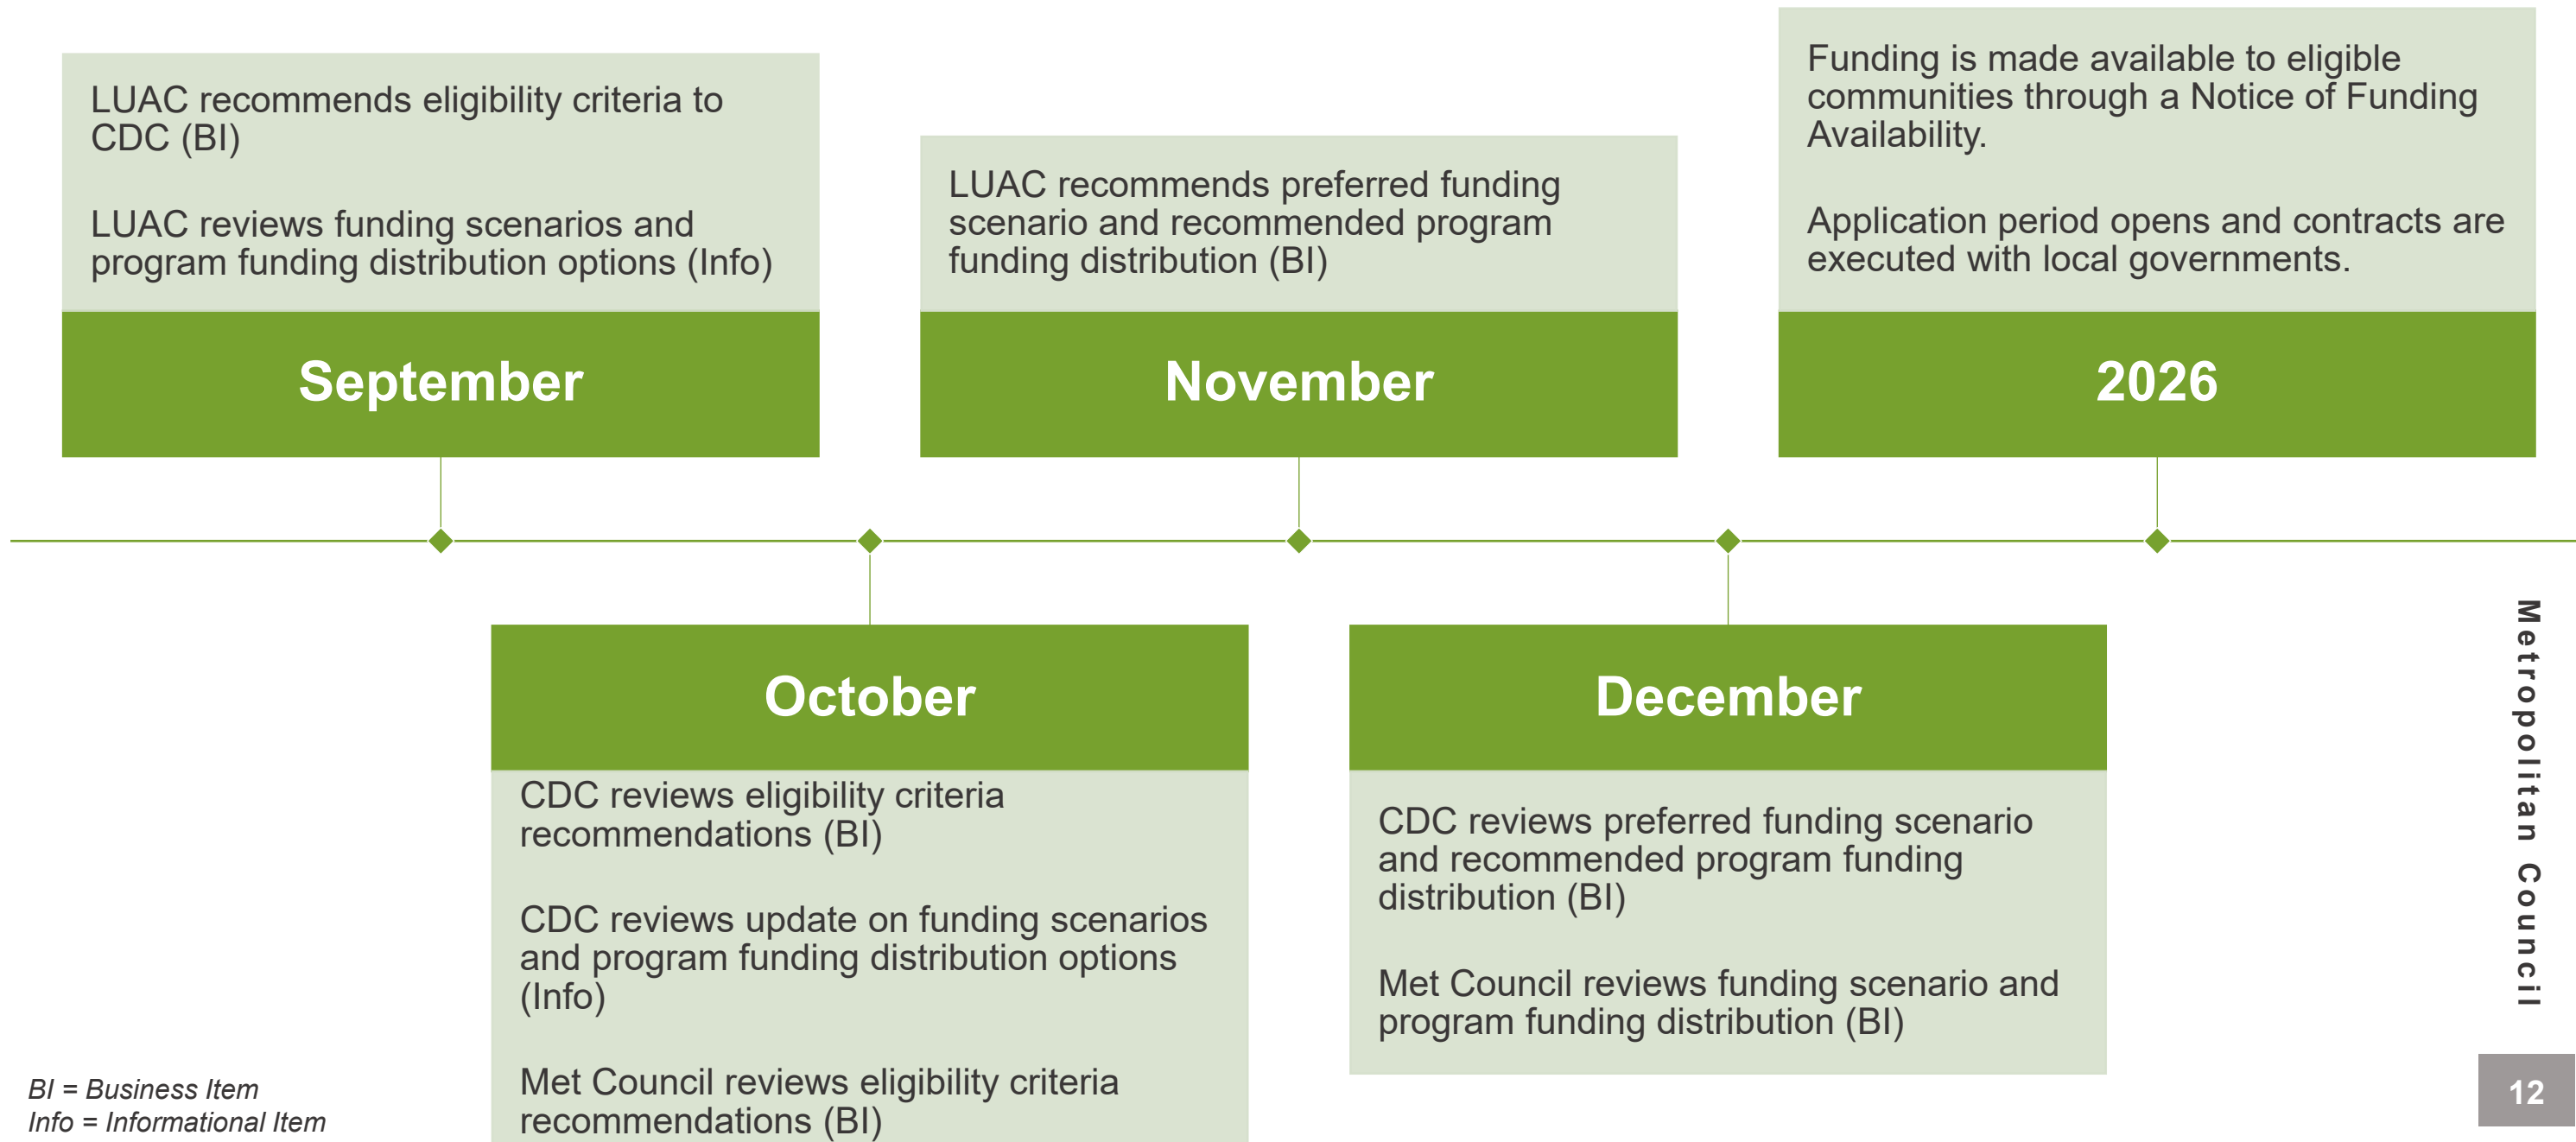 LUAC recommends eligibility criteria to
CDC (BI)
LUAC reviews funding scenarios and
program funding distribution options (Info)
September
CDC reviews eligibility criteria
recommendations (BI)
CDC reviews update on funding scenarios
and program funding distribution options
(Info)
Met Council reviews eligibility criteria
recommendations (BI)
October
LUAC recommends preferred funding
scenario and recommended program
funding distribution (BI)
November
December
CDC reviews preferred funding scenario
and recommended program funding
distribution (BI)
Met Council reviews funding scenario and
program funding distribution (BI)
Funding is made available to eligible
communities through a Notice of Funding
Availability.
Application period opens and contracts are
executed with local governments.
2026
Metropolitan Council
BI = Business Item
Info = Informational Item
12